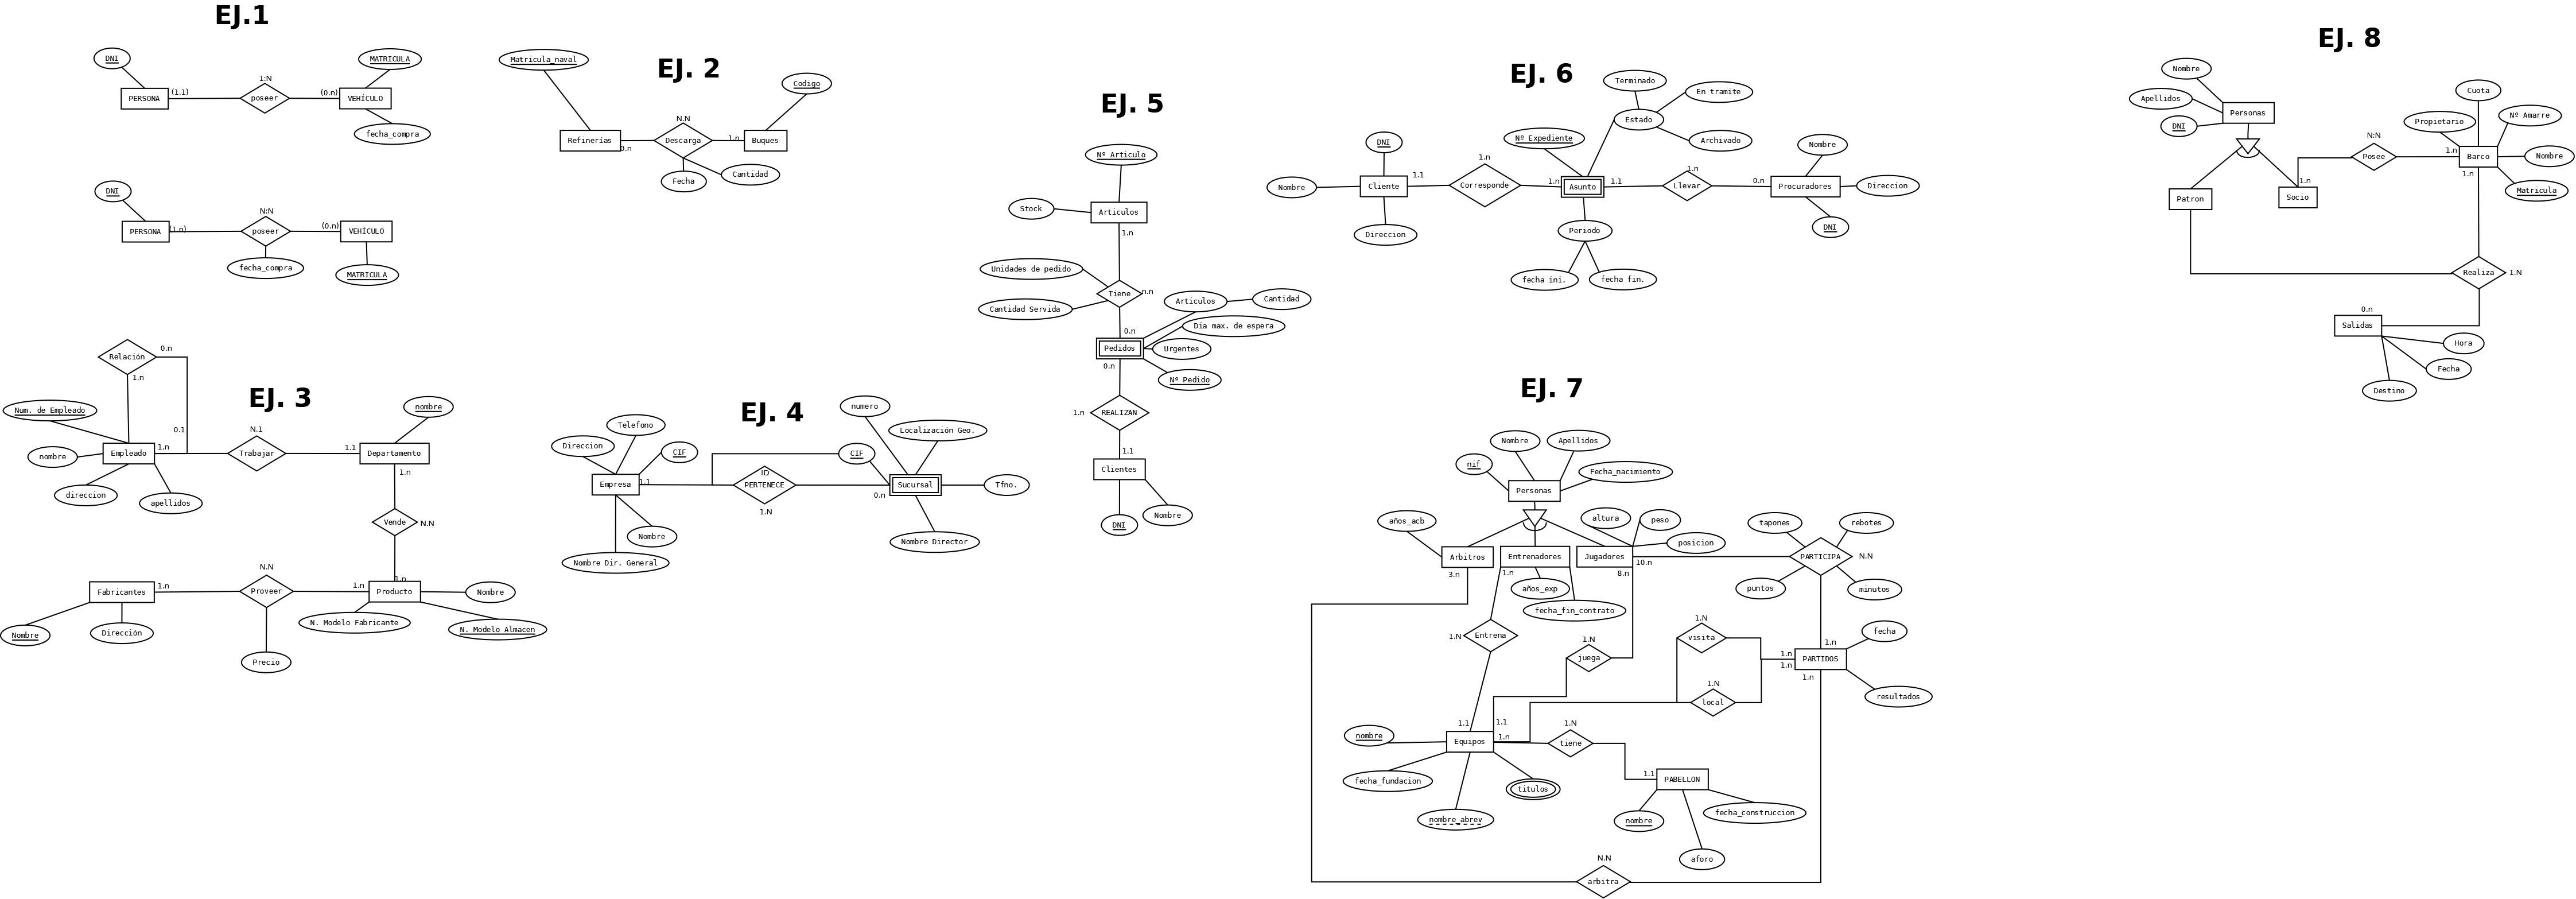 EJ.1
DNI
MATRICULA
1:N
PERSONA
(1.1)
poseer
(0.n)
VEHÍCULO
fecha_compra
DNI
N:N
PERSONA
(1.n)
poseer
(0.n)
VEHÍCULO
fecha_compra
MATRICULA
EJ. 2
Matricula_naval
Codigo
N.N
Refinerías
0.n
Descarga
1.n
Buques
Fecha
Cantidad
EJ. 3
Relación
0.n
1.n
Num. de Empleado
nombre
0.1
N.1
nombre
Empleado
1.n
Trabajar
1.1
Departamento
direccion
apellidos
1.n
Vende
N.N
N.N
1.n
Fabricantes
1.n
Proveer
1.n
Producto
Nombre
Nombre
Dirección
N. Modelo Fabricante
N. Modelo Almacen
Precio
EJ. 4
numero
Telefono
Localización Geo.
Direccion
CIF
CIF
ID
Empresa
1.1
PERTENECE
0.n
Sucursal
Tfno.
1.N
Nombre
Nombre Director
Nombre Dir. General
EJ. 5
Nº Articulo
Stock
Articulos
1.n
Unidades de pedido
Tiene
n.n
Cantidad Servida
Articulos
Cantidad
0.n
Dia max. de espera
Pedidos
Urgentes
0.n
Nº Pedido
1.n
REALIZAN
1.1
Clientes
DNI
Nombre
EJ. 6
Terminado
En tramite
Estado
Nº Expediente
Archivado
DNI
Nombre
1.n
1.n
Nombre
Cliente
1.1
Corresponde
1.n
Asunto
1.1
Llevar
0.n
Procuradores
Direccion
Direccion
Periodo
DNI
fecha ini.
fecha fin.
EJ. 7
Nombre
Apellidos
nif
Fecha_nacimiento
Personas
años_acb
altura
peso
posicion
tapones
rebotes
Arbitros
Entrenadores
Jugadores
PARTICIPA
N.N
3.n
1.n
8.n
10.n
años_exp
puntos
minutos
fecha_fin_contrato
1.N
Entrena
1.N
juega
1.N
visita
fecha
1.n
1.n
1.n
PARTIDOS
1.n
1.N
local
resultados
1.1
1.1
1.N
nombre
Equipos
1.n
tiene
fecha_fundacion
titulos
1.1
PABELLON
nombre_abrev
nombre
fecha_construccion
aforo
N.N
arbitra
EJ. 8
Nombre
Apellidos
Personas
DNI
Cuota
Propietario
Nº Amarre
N:N
Posee
1.n
Barco
Nombre
1.n
Matricula
Patron
1.n
Socio
Realiza
1.N
0.n
Salidas
Hora
Fecha
Destino